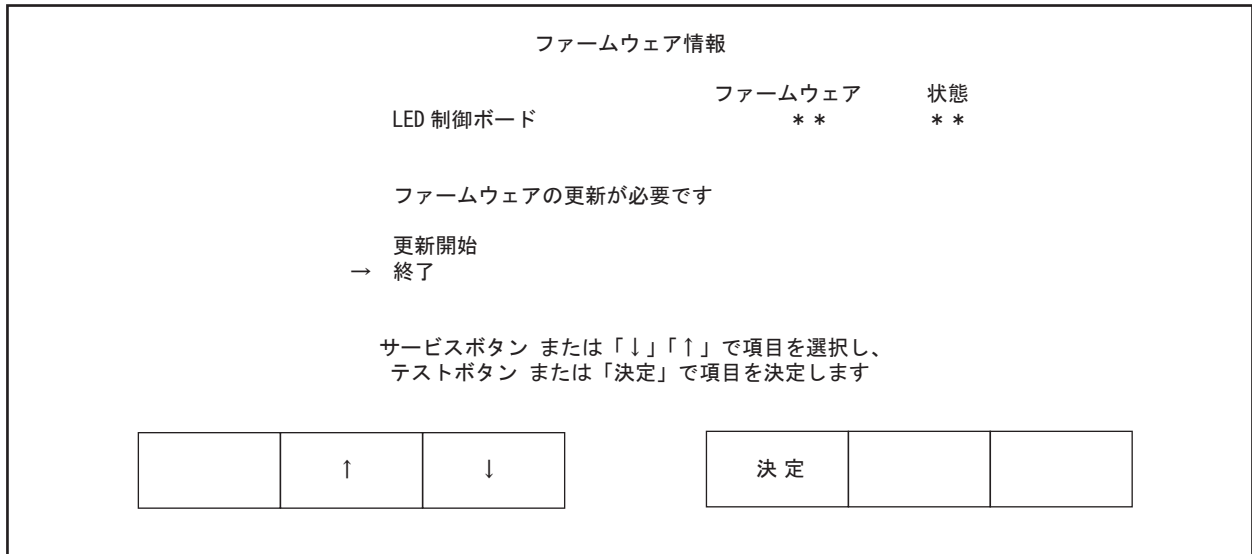 ファームウェア情報
ファームウェア 状態
LED 制御ボード ** **
ファームウェアの更新が必要です
更新開始
→ 終了
サービスボタン または「↓」「↑」で項目を選択し、
テストボタン または「決定」で項目を決定します
↑ ↓ 決定